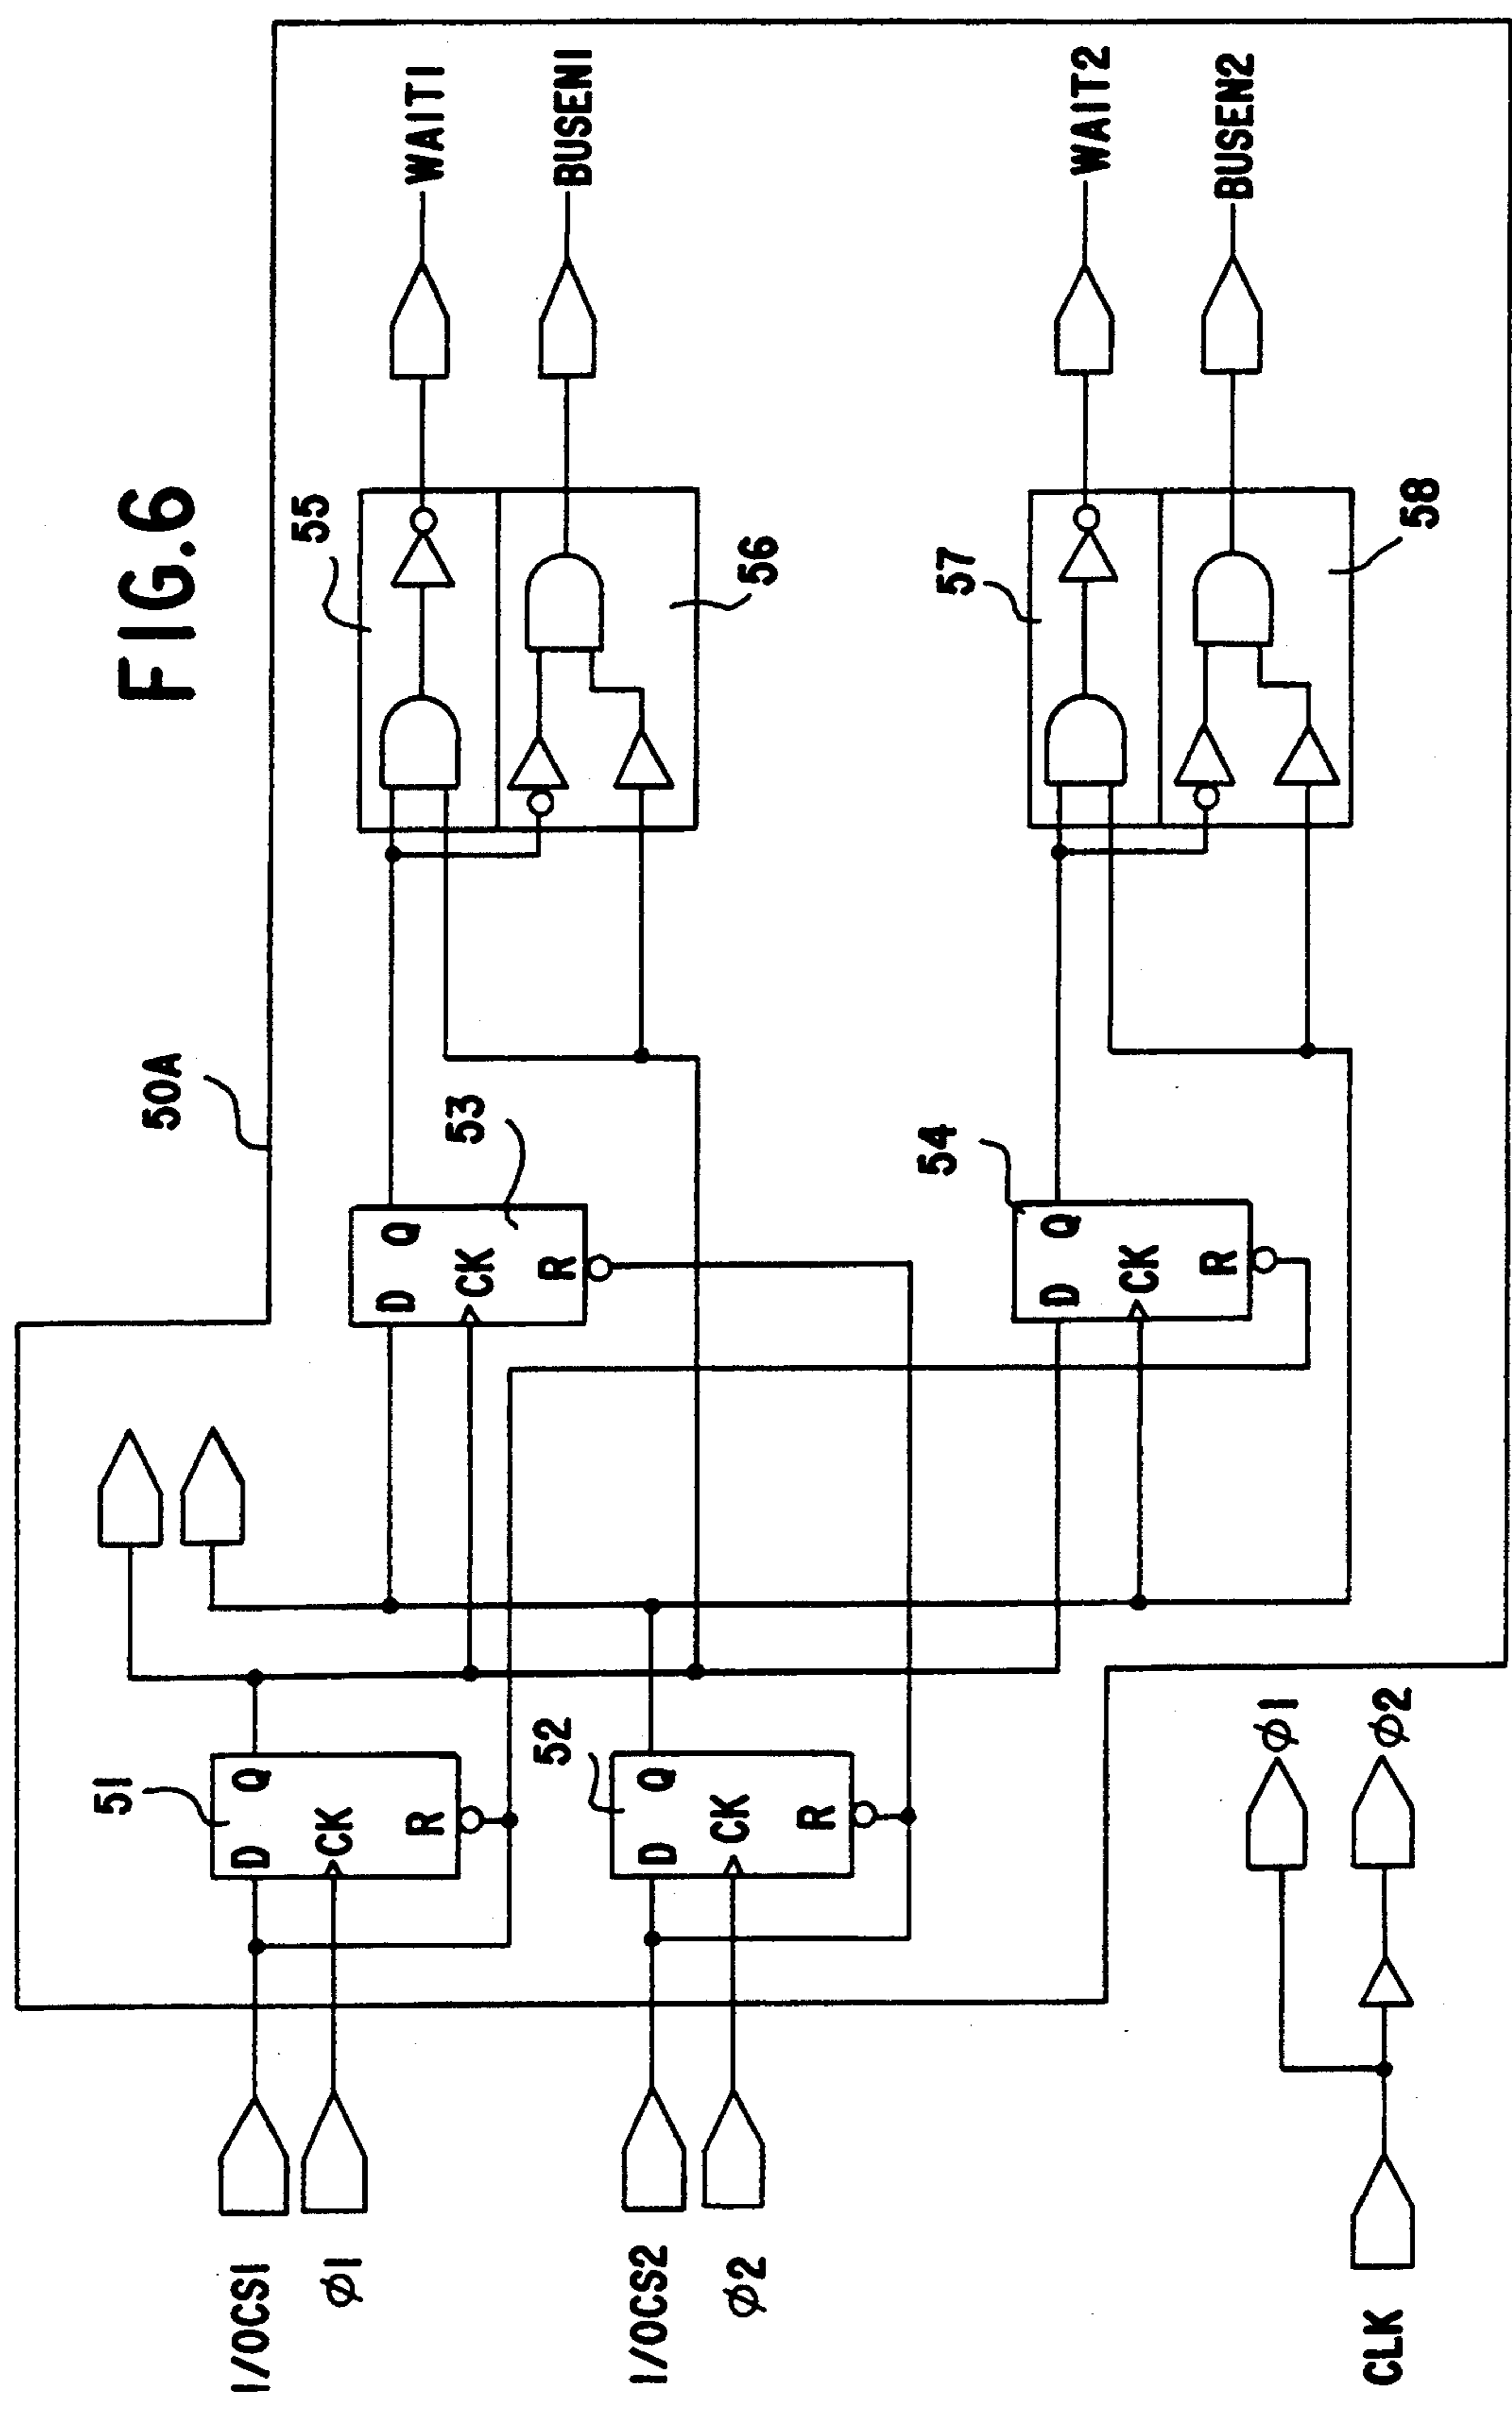 FIG.6
50A
I/OCS1
φ1
51
D
Q
CK
R
I/OCS2
φ2
52
D
Q
CK
R
53
D
Q
CK
R
54
D
Q
CK
R
55
56
WAIT1
BUSEN1
57
58
WAIT2
BUSEN2
CLK
φ1
φ2